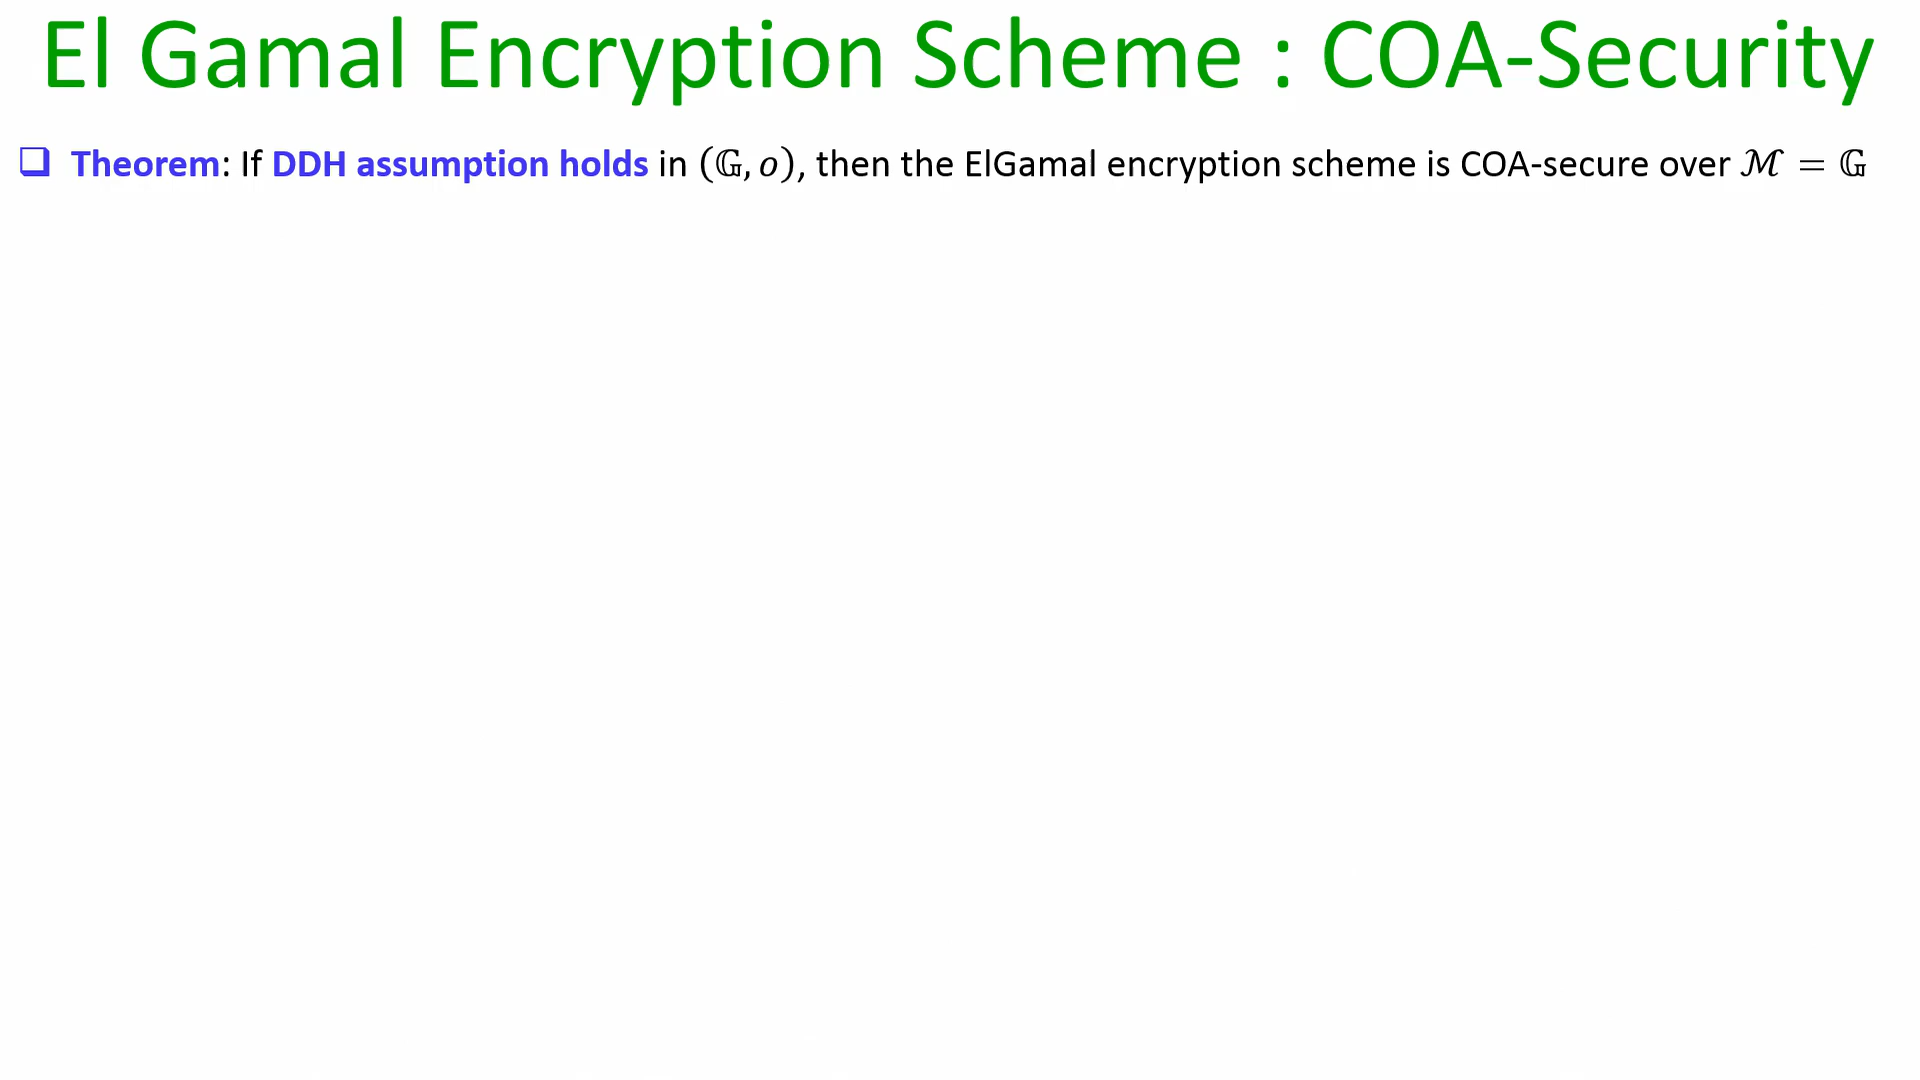 El Gamal Encryption Scheme : COA-Security
❑ Theorem: If DDH assumption holds in (𝔾, o), then the ElGamal encryption scheme is COA-secure over ℳ = 𝔾